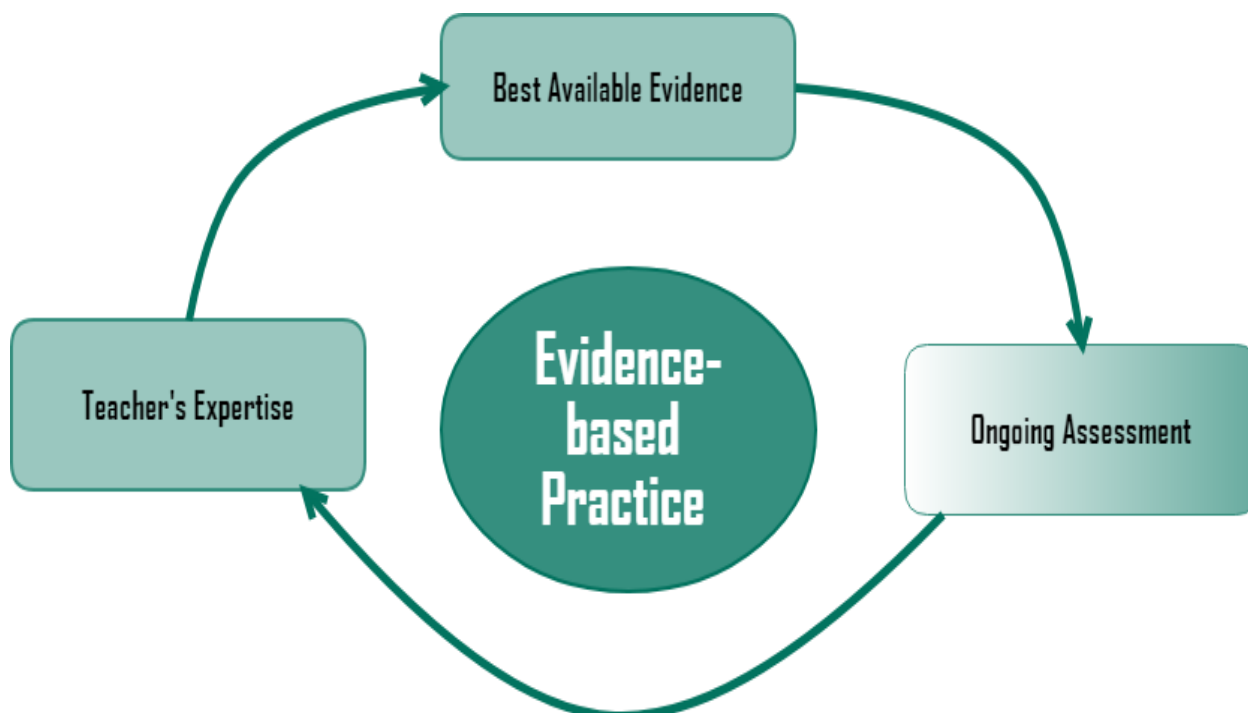 Best Available Evidence
Teacher's Expertise
Evidence-
based
Practice
Ongoing Assessment